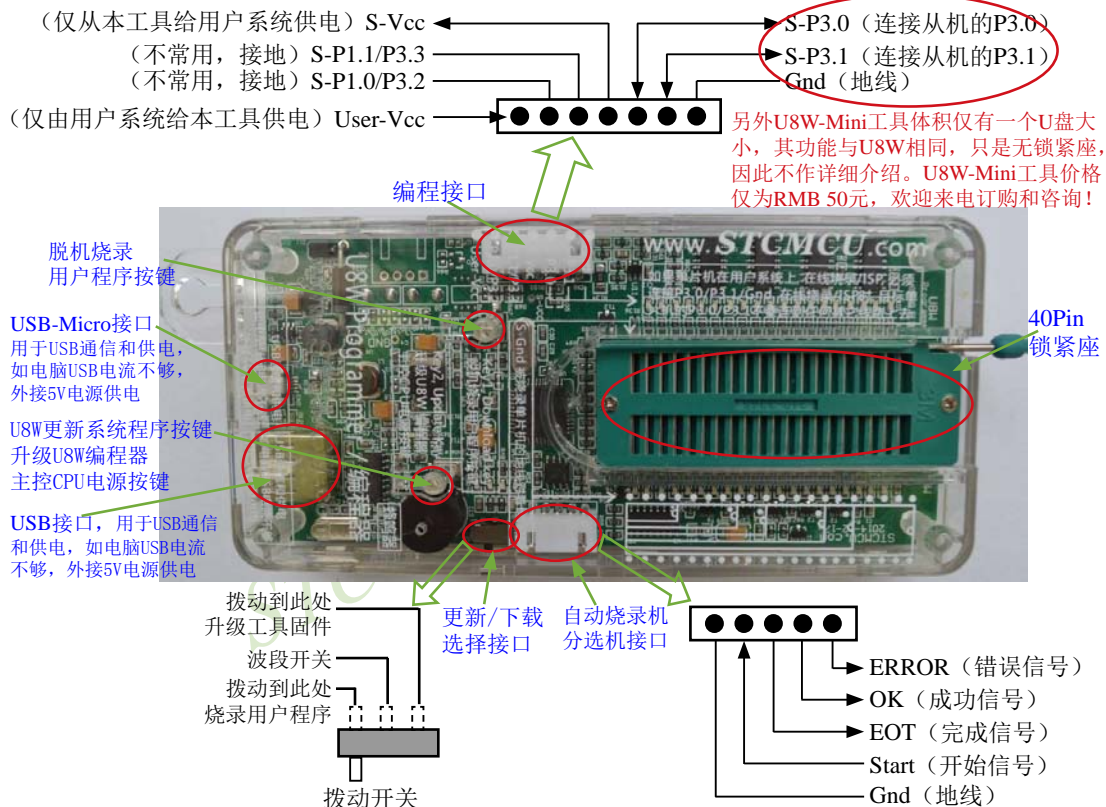 （仅从本工具给用户系统供电）S-Vcc
（不常用，接地）S-P1.1/P3.3
（不常用，接地）S-P1.0/P3.2
（仅由用户系统给本工具供电）User-Vcc
S-P3.0（连接从机的P3.0）
S-P3.1（连接从机的P3.1）
Gnd（地线）
另外U8W-Mini工具体积仅有一个U盘大
小，其功能与U8W相同，只是无锁紧座，
因此不作详细介绍。U8W-Mini工具价格
仅为RMB 50元，欢迎来电订购和咨询！
编程接口
脱机烧录
用户程序按键
USB-Micro接口
用于USB通信和供电，
如电脑USB电流不够，
外接5V电源供电
U8W更新系统程序按键
升级U8W编程器
主控CPU电源按键
USB接口，用于USB通信
和供电，如电脑USB电流
不够，外接5V电源供电
www.STCMCU.com
U8W Programmer/编程器
40Pin
锁紧座
拨动到此处
升级工具固件
波段开关
拨动到此处
烧录用户程序
拨动开关
更新/下载
选择接口
自动烧录机
分选机接口
ERROR（错误信号）
OK（成功信号）
EOT（完成信号）
Start（开始信号）
Gnd（地线）